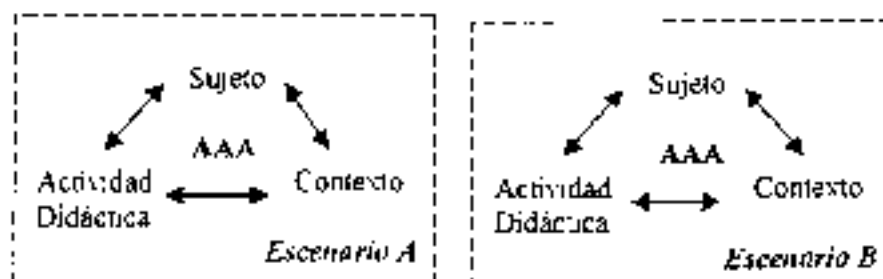 Sujeto
AAA
Actividad
Didáctica
Contexto
Escenario A
Sujeto
AAA
Actividad
Didáctica
Contexto
Escenario B